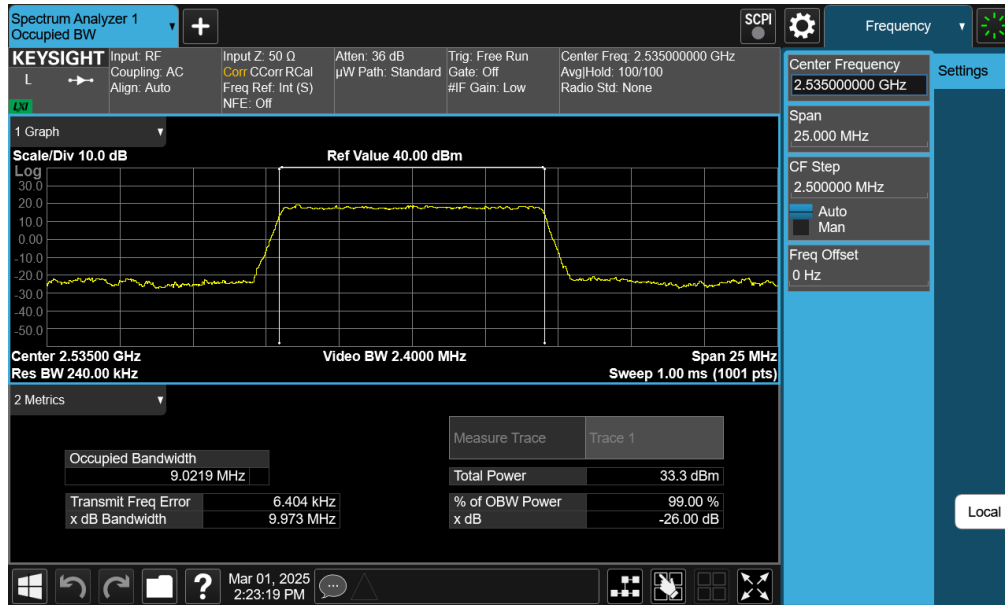 Spectrum Analyzer 1
Occupied BW
SCPI
Frequency
KEYSIGHT
L
LXI
Input: RF
Coupling: AC
Align: Auto
Input Z: 50 Ω
Corr CCorr RCal
Freq Ref: Int (S)
NFE: Off
Atten: 36 dB
µW Path: Standard
Trig: Free Run
Gate: Off
#IF Gain: Low
Center Freq: 2.535000000 GHz
Avg|Hold: 100/100
Radio Std: None
Center Frequency
2.535000000 GHz
Settings
Span
25.000 MHz
CF Step
2.500000 MHz
Auto
Man
Freq Offset
0 Hz
Local
1 Graph
Scale/Div 10.0 dB
Ref Value 40.00 dBm
Log
30.0
20.0
10.0
0.00
-10.0
-20.0
-30.0
-40.0
-50.0
Center 2.53500 GHz
Video BW 2.4000 MHz
Span 25 MHz
Res BW 240.00 kHz
Sweep 1.00 ms (1001 pts)
2 Metrics
Measure Trace
Trace 1
Occupied Bandwidth
9.0219 MHz
Total Power
33.3 dBm
Transmit Freq Error
6.404 kHz
% of OBW Power
99.00 %
x dB Bandwidth
9.973 MHz
x dB
-26.00 dB
?
Mar 01, 2025
2:23:19 PM